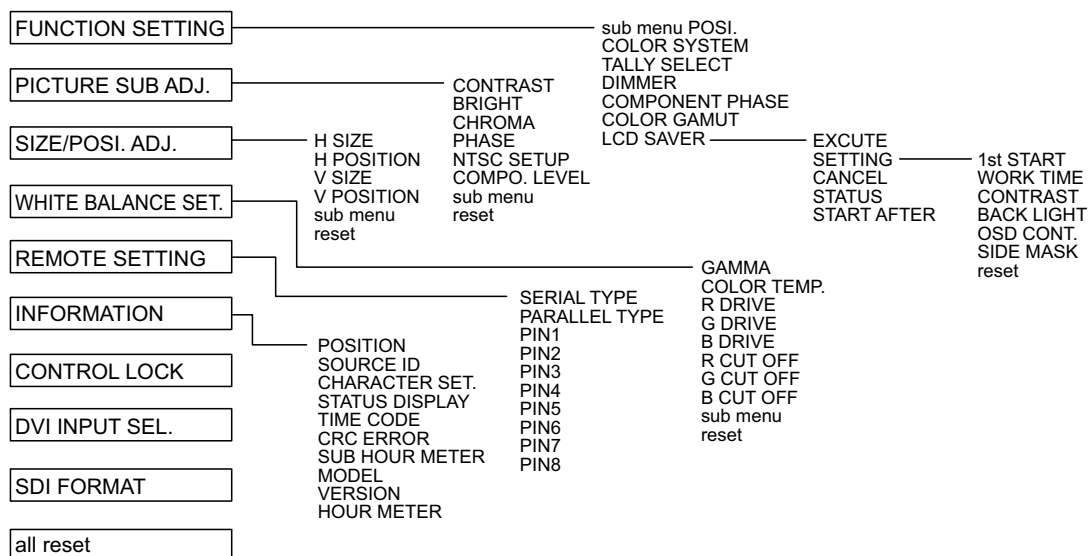 FUNCTION SETTING
sub menu POSI.
COLOR SYSTEM
TALLY SELECT
DIMMER
COMPONENT PHASE
COLOR GAMUT
LCD SAVER
EXCUTE
SETTING
CANCEL
STATUS
START AFTER
1st START
WORK TIME
CONTRAST
BACK LIGHT
OSD CONT.
SIDE MASK
reset
PICTURE SUB ADJ.
CONTRAST
BRIGHT
CHROMA
PHASE
NTSC SETUP
COMPO. LEVEL
sub menu
reset
SIZE/POSI. ADJ.
H SIZE
H POSITION
V SIZE
V POSITION
sub menu
reset
WHITE BALANCE SET.
GAMMA
COLOR TEMP.
R DRIVE
G DRIVE
B DRIVE
R CUT OFF
G CUT OFF
B CUT OFF
sub menu
reset
REMOTE SETTING
SERIAL TYPE
PARALLEL TYPE
PIN1
PIN2
PIN3
PIN4
PIN5
PIN6
PIN7
PIN8
INFORMATION
POSITION
SOURCE ID
CHARACTER SET.
STATUS DISPLAY
TIME CODE
CRC ERROR
SUB HOUR METER
MODEL
VERSION
HOUR METER
CONTROL LOCK
DVI INPUT SEL.
SDI FORMAT
all reset